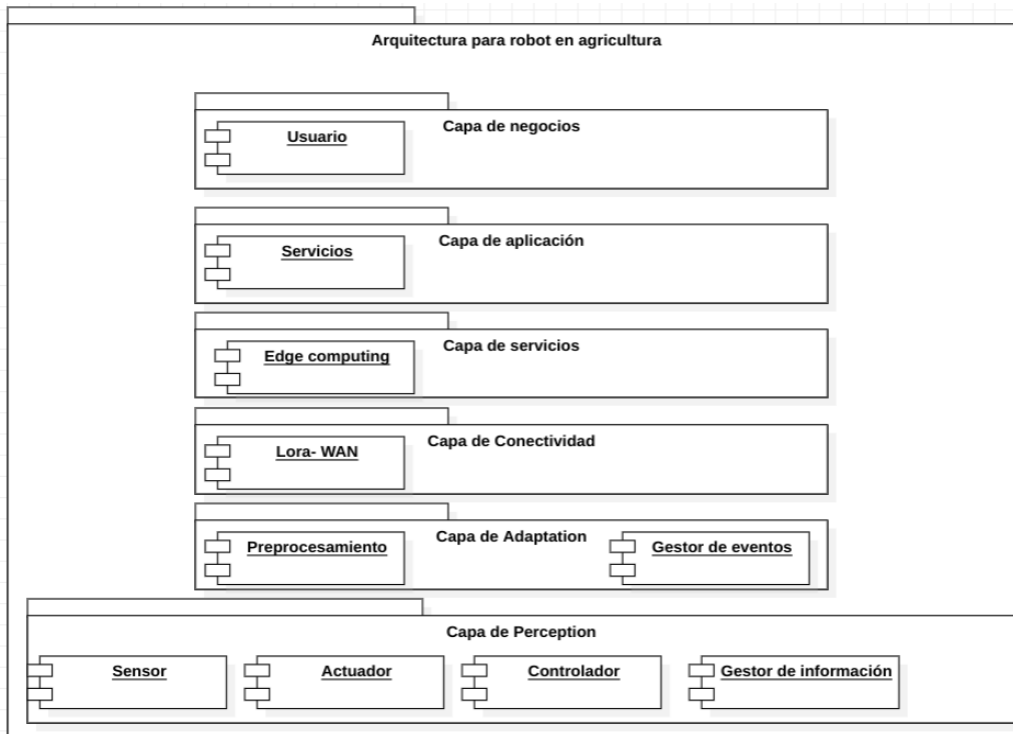 Arquitectura para robot en agricultura
Capa de negocios
Usuario
Capa de aplicación
Servicios
Capa de servicios
Edge computing
Capa de Conectividad
Lora- WAN
Capa de Adaptation
Preprocesamiento
Gestor de eventos
Capa de Perception
Sensor
Actuador
Controlador
Gestor de información